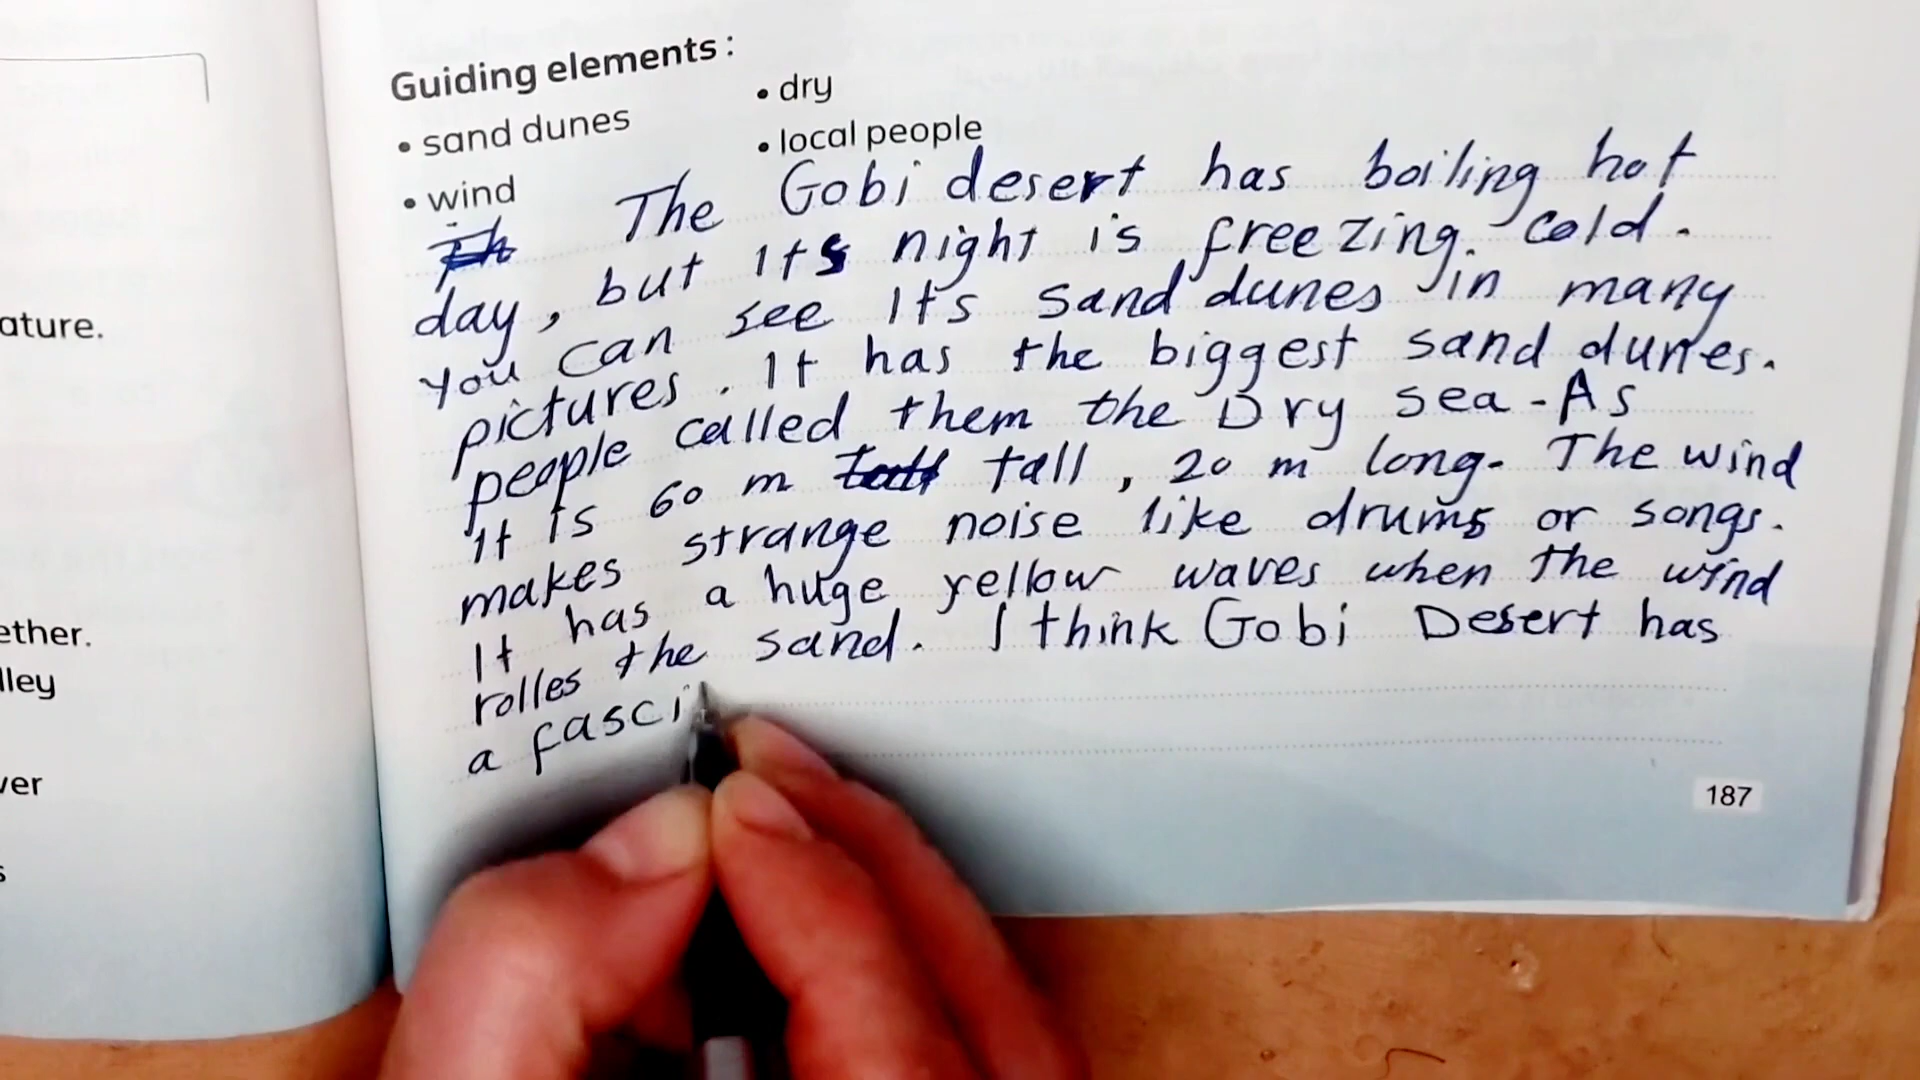 ature.
ether.
lley
ver
s
Guiding elements :
• sand dunes
• wind
• dry
• local people
The Gobi desert has boiling hot
day, but its night is freezing cold.
You can see It's sand dunes in many
pictures. It has the biggest sand dunes.
people called them the Dry sea. As
It is 60 m tall, 20 m long. The wind
makes strange noise like drums or songs.
It has a huge yellow waves when the wind
rolles the sand. I think Gobi Desert has
a fasci
187